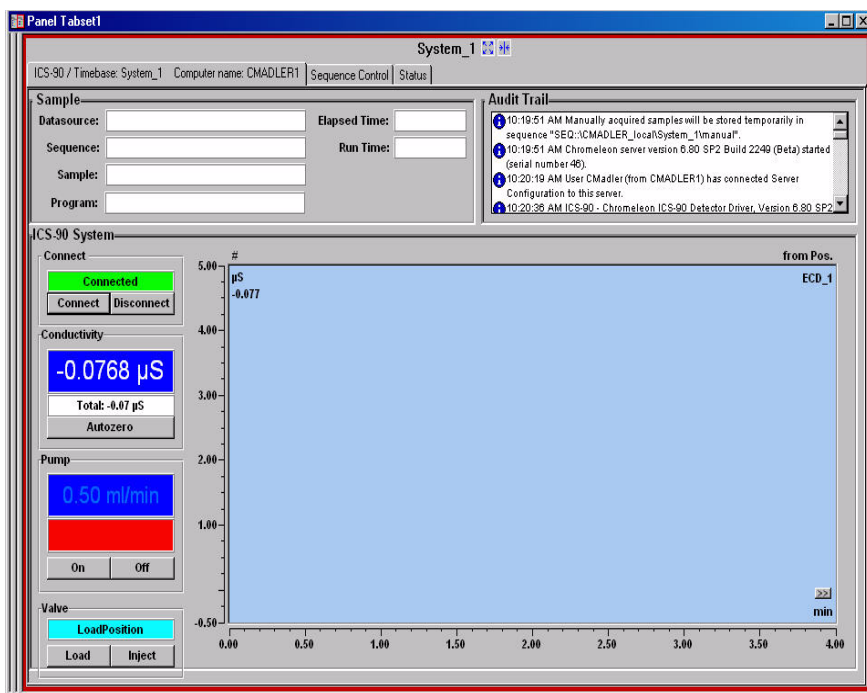 Panel Tabset1
System_1
ICS-90 / Timebase: System_1 Computer name: CMADLER1
Sequence Control
Status
Sample
Datasource:
Elapsed Time:
Sequence:
Run Time:
Sample:
Program:
Audit Trail
10:19:51 AM Manually acquired samples will be stored temporarily in
sequence "SEQ::\CMADLER_local\System_1\manual".
10:19:51 AM Chromeleon server version 6.80 SP2 Build 2249 (Beta) started
(serial number 46).
10:20:19 AM User CMadler (from CMADLER1) has connected Server
Configuration to this server.
10:20:36 AM ICS-90 - Chromeleon ICS-90 Detector Driver, Version 6.80 SP2
ICS-90 System
Connect
Connected
Connect Disconnect
Conductivity
-0.0768 µS
Total: -0.07 µS
Autozero
Pump
0.50 ml/min
On Off
Valve
LoadPosition
Load Inject
# from Pos.
µS ECD_1
-0.077
5.00
4.00
3.00
2.00
1.00
-0.50
>>
min
0.00 0.50 1.00 1.50 2.00 2.50 3.00 3.50 4.00